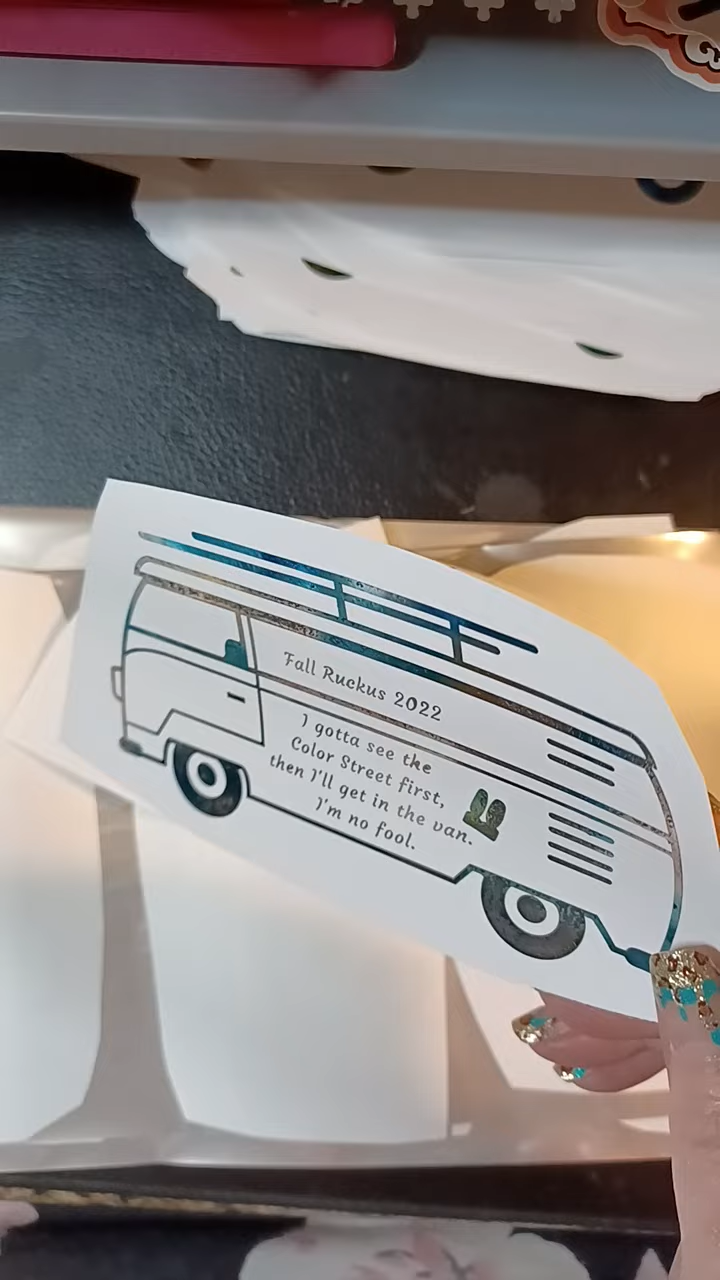 Fall Ruckus 2022
I gotta see the
Color Street first,
then I'll get in the van.
I'm no fool.